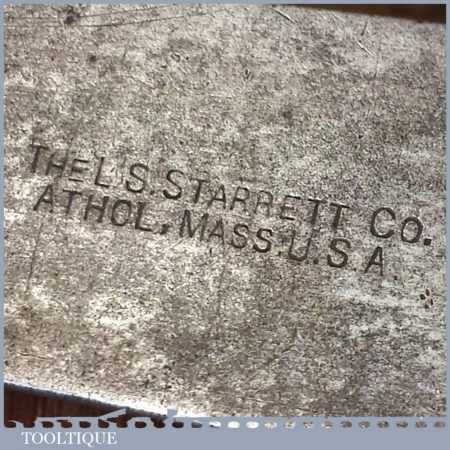 THE L.S. STARRETT CO.
ATHOL, MASS. U.S.A.
TOOLTIQUE